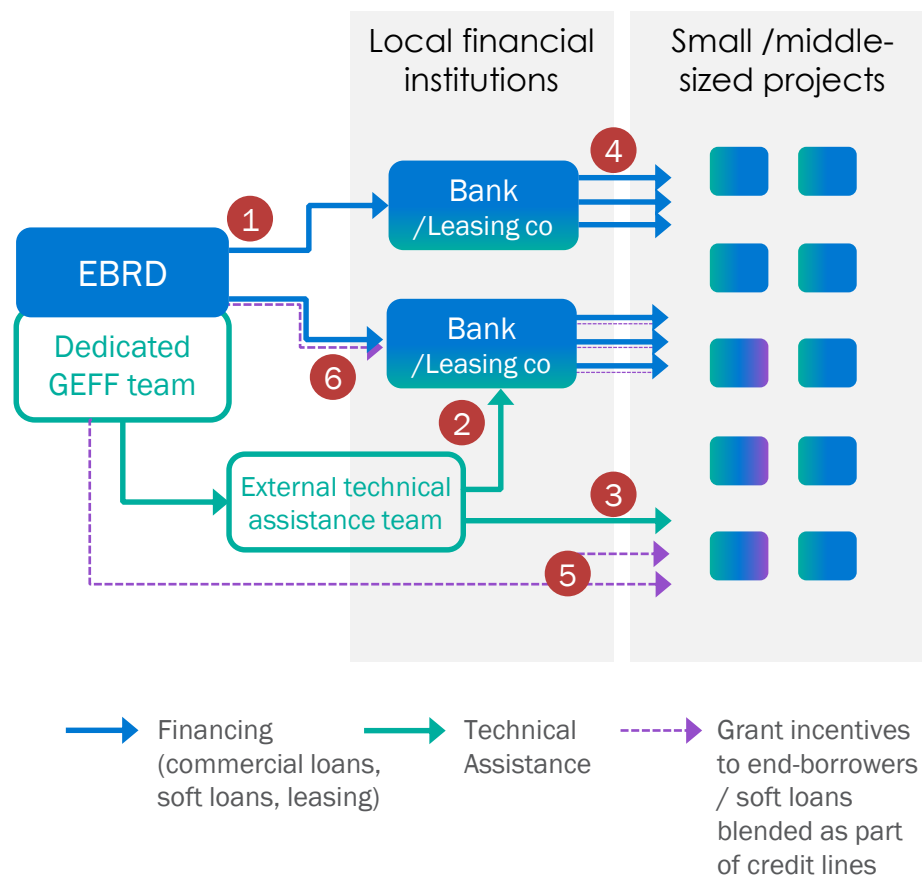 Local financial
institutions
Small /middle-
sized projects
4
Bank
/Leasing co
1
EBRD
Bank
/Leasing co
Dedicated
GEFF team
6
2
External technical
assistance team
3
5
Financing
(commercial loans,
soft loans, leasing)
Technical
Assistance
Grant incentives
to end-borrowers
/ soft loans
blended as part
of credit lines